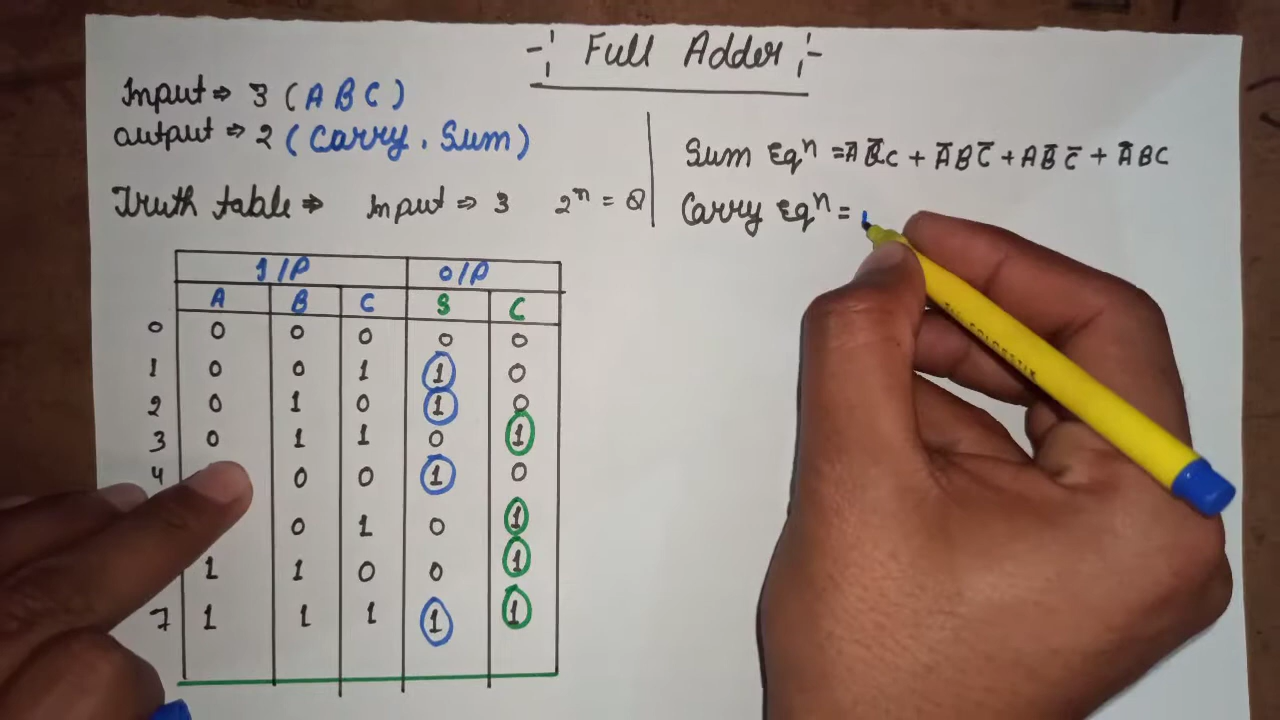 -¦ Full Adder ¦-
Input ⇒ 3 (A B C)
output ⇒ 2 (Carry, Sum)
Truth table ⇒ Input ⇒ 3 2ⁿ = 8
Sum Eqⁿ = A̅ B̅ C + A̅ B C̅ + A B̅ C̅ + A̅ B C
Carry Eqⁿ =
I/P O/P
A B C S C
0 0 0 0 0 0
1 0 0 1 1 0
2 0 1 0 1 0
3 0 1 1 0 1
4 0 0 1 0
0 1 0 1
1 1 0 0 1
7 1 1 1 1 1